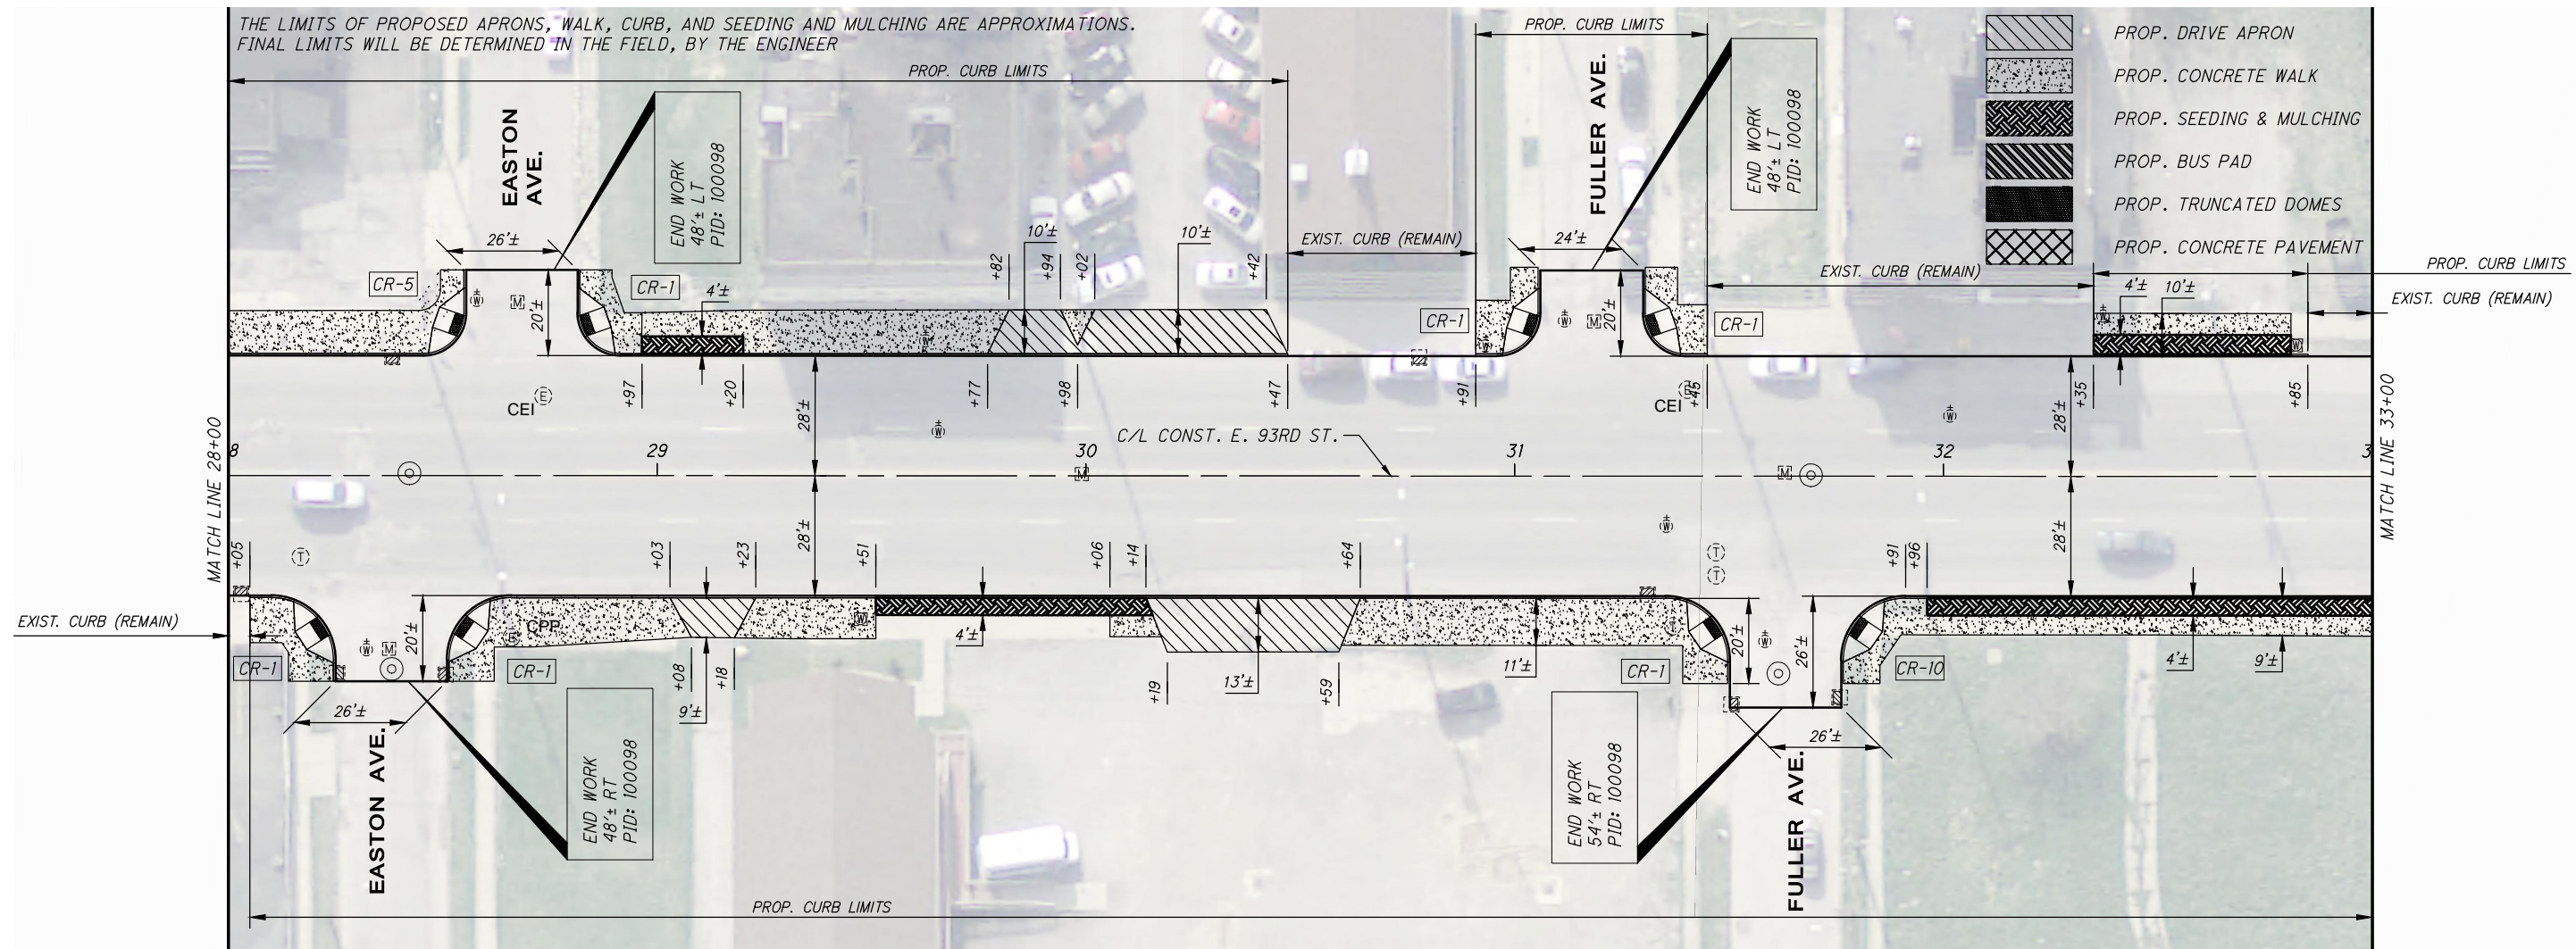 THE LIMITS OF PROPOSED APRONS, WALK, CURB, AND SEEDING AND MULCHING ARE APPROXIMATIONS.
FINAL LIMITS WILL BE DETERMINED IN THE FIELD, BY THE ENGINEER
PROP. CURB LIMITS
PROP. CURB LIMITS
PROP. DRIVE APRON
PROP. CONCRETE WALK
PROP. SEEDING & MULCHING
PROP. BUS PAD
PROP. TRUNCATED DOMES
PROP. CONCRETE PAVEMENT
EASTON
AVE.
END WORK
48'± LT
PID: 100098
FULLER AVE.
END WORK
48'± LT
PID: 100098
26'±
10'±
10'±
EXIST. CURB (REMAIN)
24'±
EXIST. CURB (REMAIN)
PROP. CURB LIMITS
EXIST. CURB (REMAIN)
+82
+94
+02
+42
CR-5
CR-1
4'±
20'±
W
M
W
CR-1
W
M
20'±
CR-1
W
4'±
10'±
W
W
W
+97
+20
+77
+98
+47
+91
+45
+35
+85
CEI
E
CEI
E
28'±
W
W
28'±
C/L CONST. E. 93RD ST.
MATCH LINE 28+00
MATCH LINE 33+00
8
29
30
31
32
3
M
M
28'±
28'±
W
T
T
T
+05
+03
+23
+51
+06
+14
+64
+91
+96
EXIST. CURB (REMAIN)
CR-1
W
M
20'±
CPP
E
CR-1
W
4'±
+08
+18
9'±
+19
13'±
+59
11'±
CR-1
20'±
W
26'±
CR-10
4'±
9'±
26'±
26'±
EASTON AVE.
END WORK
48'± RT
PID: 100098
END WORK
54'± RT
PID: 100098
FULLER AVE.
PROP. CURB LIMITS